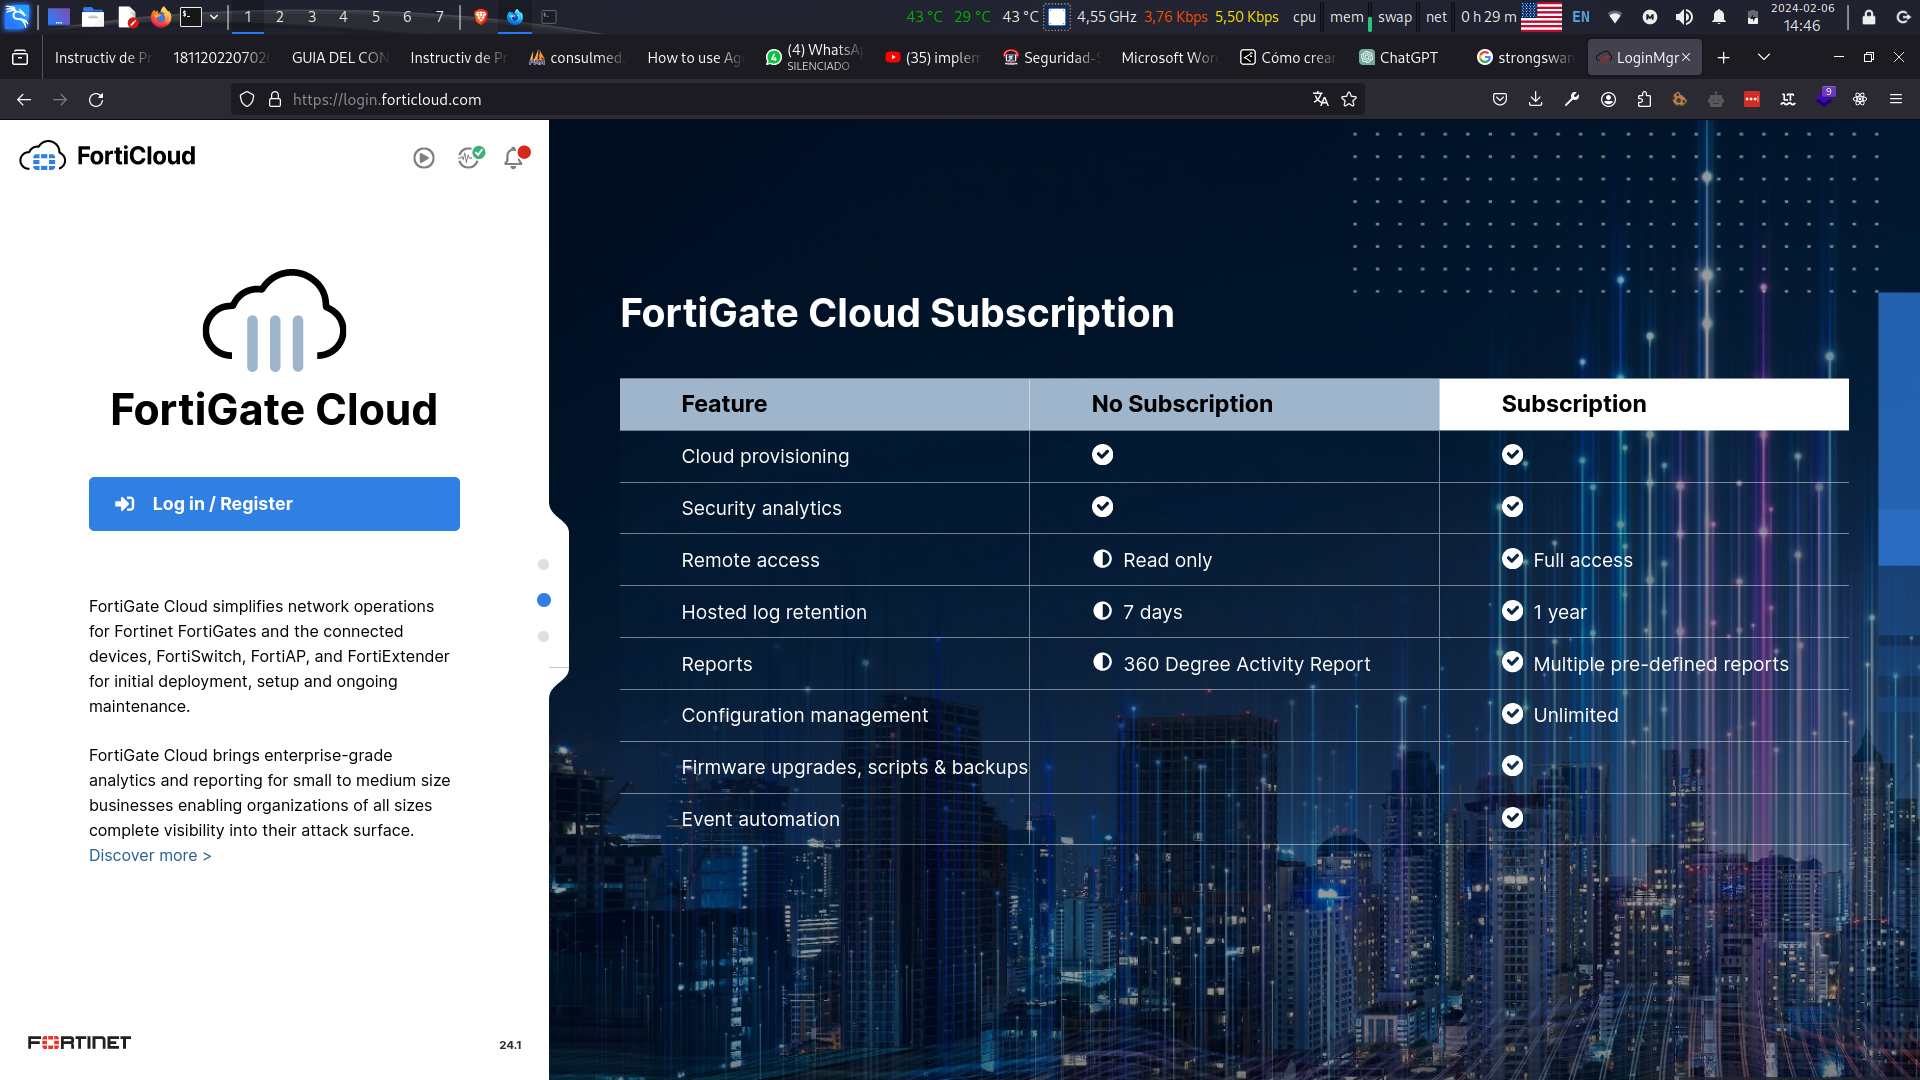 1 2 3 4 5 6 7
43 °C 29 °C 43 °C 4,55 GHz 3,76 Kbps 5,50 Kbps cpu mem swap net 0 h 29 m EN 2024-02-06
14:46
Instructiv de Pr 1811202207020 GUIA DEL CON Instructiv de Pr consulmed. How to use Age (4) WhatsAp
SILENCIADO
(35) implem Seguridad- Microsoft Wor Cómo crear ChatGPT strongswan LoginMgr
https://login.forticloud.com
9
FortiCloud
FortiGate Cloud
Log in / Register
FortiGate Cloud simplifies network operations
for Fortinet FortiGates and the connected
devices, FortiSwitch, FortiAP, and FortiExtender
for initial deployment, setup and ongoing
maintenance.
FortiGate Cloud brings enterprise-grade
analytics and reporting for small to medium size
businesses enabling organizations of all sizes
complete visibility into their attack surface.
Discover more >
FORTINET
24.1
FortiGate Cloud Subscription
Feature No Subscription Subscription
Cloud provisioning
Security analytics
Remote access Read only Full access
Hosted log retention 7 days 1 year
Reports 360 Degree Activity Report Multiple pre-defined reports
Configuration management Unlimited
Firmware upgrades, scripts & backups
Event automation